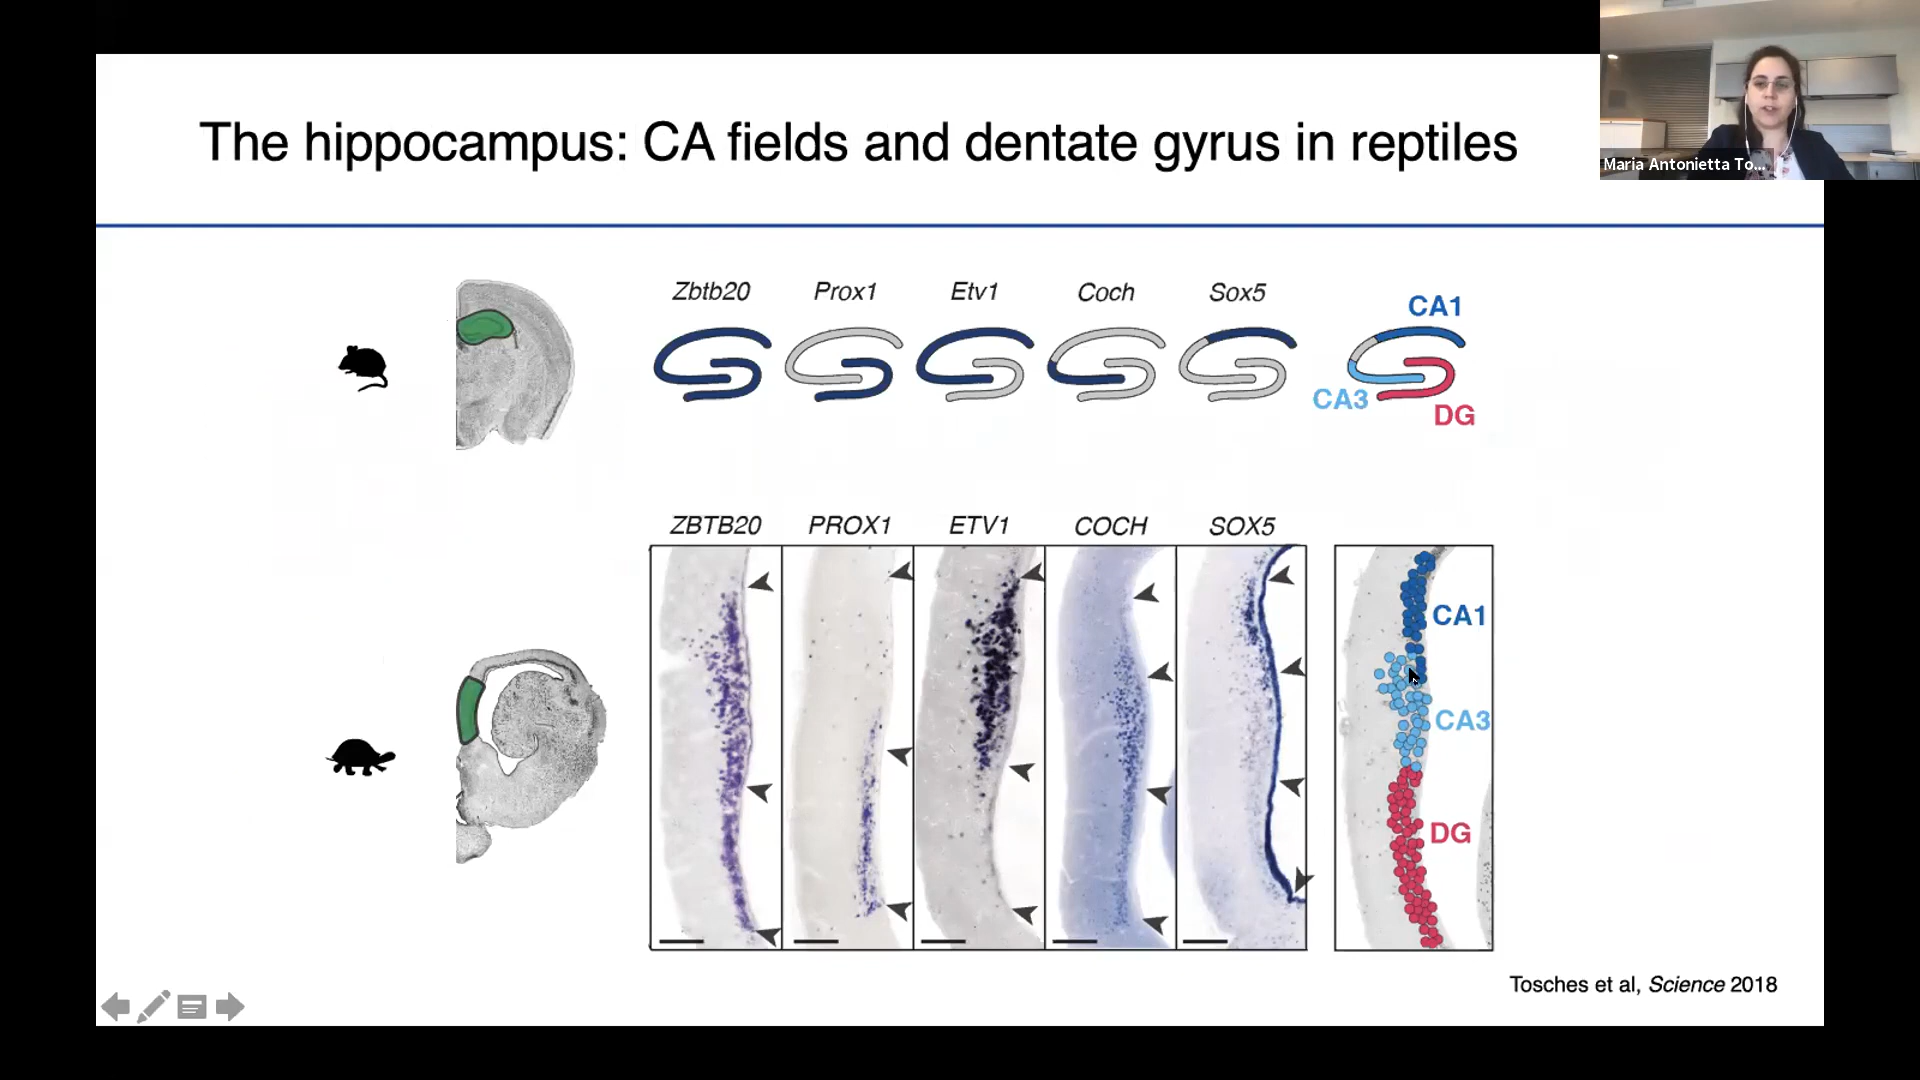 Maria Antonietta To...
The hippocampus: CA fields and dentate gyrus in reptiles
Zbtb20 Prox1 Etv1 Coch Sox5
CA1
CA3
DG
ZBTB20 PROX1 ETV1 COCH SOX5
CA1
CA3
DG
Tosches et al, Science 2018